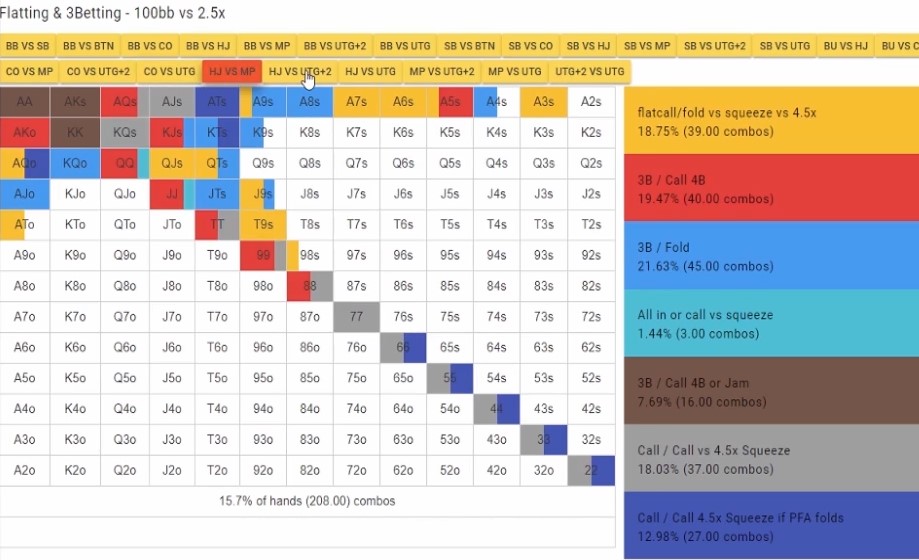 Flatting & 3Betting - 100bb vs 2.5x
BB VS SB BB VS BTN BB VS CO BB VS HJ BB VS MP BB VS UTG+2 BB VS UTG SB VS BTN SB VS CO SB VS HJ SB VS MP SB VS UTG+2 SB VS UTG BU VS HJ BU VS C
CO VS MP CO VS UTG+2 CO VS UTG HJ VS MP HJ VS UTG+2 HJ VS UTG MP VS UTG+2 MP VS UTG UTG+2 VS UTG
AA AKs AQs AJs ATs A9s A8s A7s A6s A5s A4s A3s A2s
AKo KK KQs KJs KTs K9s K8s K7s K6s K5s K4s K3s K2s
AQo KQo QQ QJs QTs Q9s Q8s Q7s Q6s Q5s Q4s Q3s Q2s
AJo KJo QJo JJ JTs J9s J8s J7s J6s J5s J4s J3s J2s
ATo KTo QTo JTo TT T9s T8s T7s T6s T5s T4s T3s T2s
A9o K9o Q9o J9o T9o 99 98s 97s 96s 95s 94s 93s 92s
A8o K8o Q8o J8o T8o 98o 88 87s 86s 85s 84s 83s 82s
A7o K7o Q7o J7o T7o 97o 87o 77 76s 75s 74s 73s 72s
A6o K6o Q6o J6o T6o 96o 86o 76o 66 65s 64s 63s 62s
A5o K5o Q5o J5o T5o 95o 85o 75o 65o 55 54s 53s 52s
A4o K4o Q4o J4o T4o 94o 84o 74o 64o 54o 44 43s 42s
A3o K3o Q3o J3o T3o 93o 83o 73o 63o 53o 43o 33 32s
A2o K2o Q2o J2o T2o 92o 82o 72o 62o 52o 42o 32o 22
15.7% of hands (208.00) combos
flatcall/fold vs squeeze vs 4.5x
18.75% (39.00 combos)
3B / Call 4B
19.47% (40.00 combos)
3B / Fold
21.63% (45.00 combos)
All in or call vs squeeze
1.44% (3.00 combos)
3B / Call 4B or Jam
7.69% (16.00 combos)
Call / Call vs 4.5x Squeeze
18.03% (37.00 combos)
Call / Call 4.5x Squeeze if PFA folds
12.98% (27.00 combos)